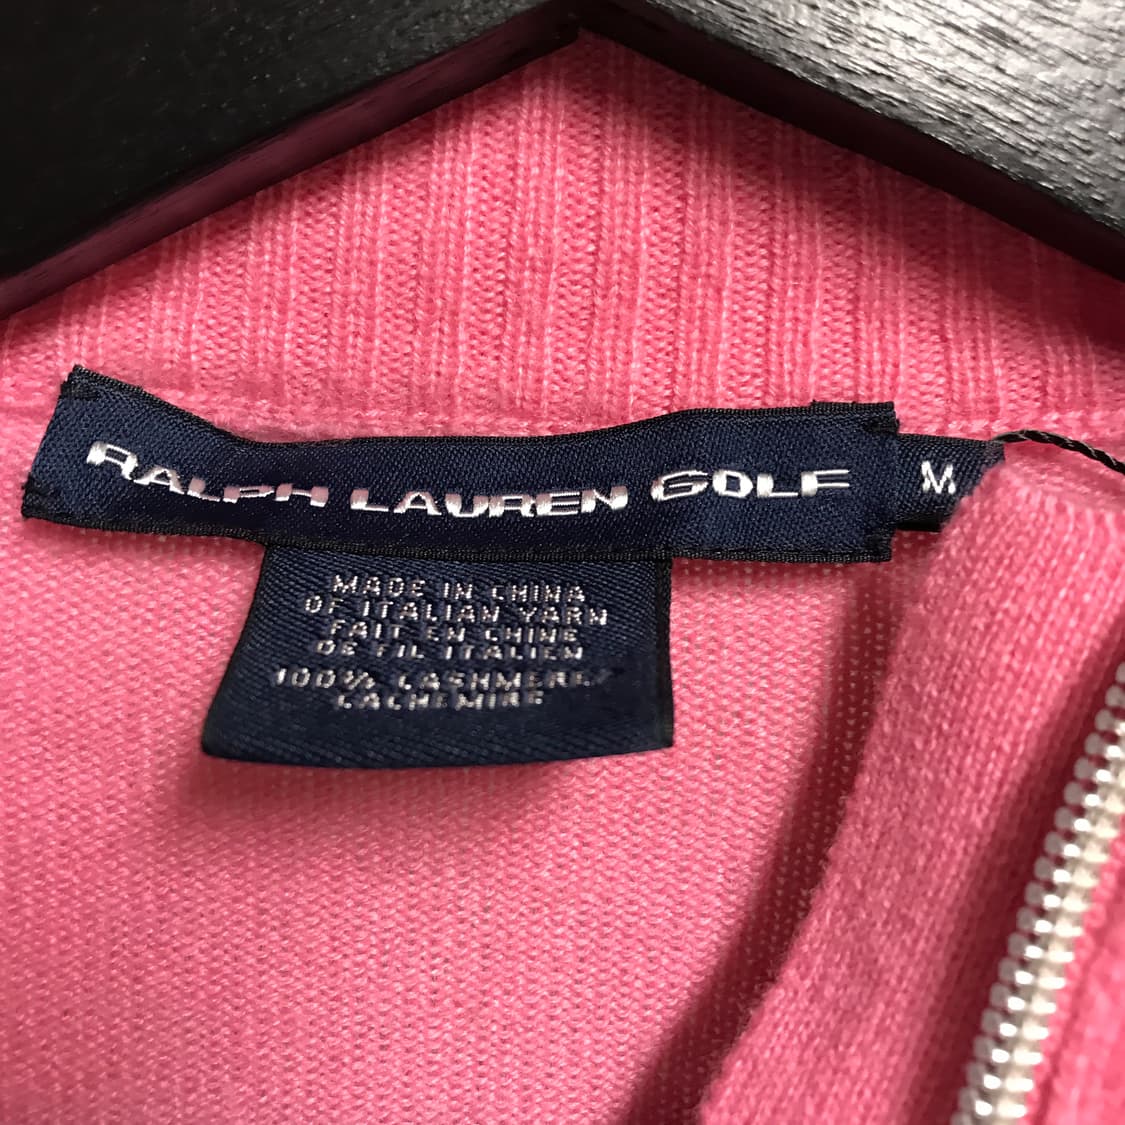 RALPH LAUREN GOLF
M
MADE IN CHINA
OF ITALIAN YARN
FAIT EN CHINE
DE FIL ITALIEN
100% CASHMERE/
CACHEMIRE